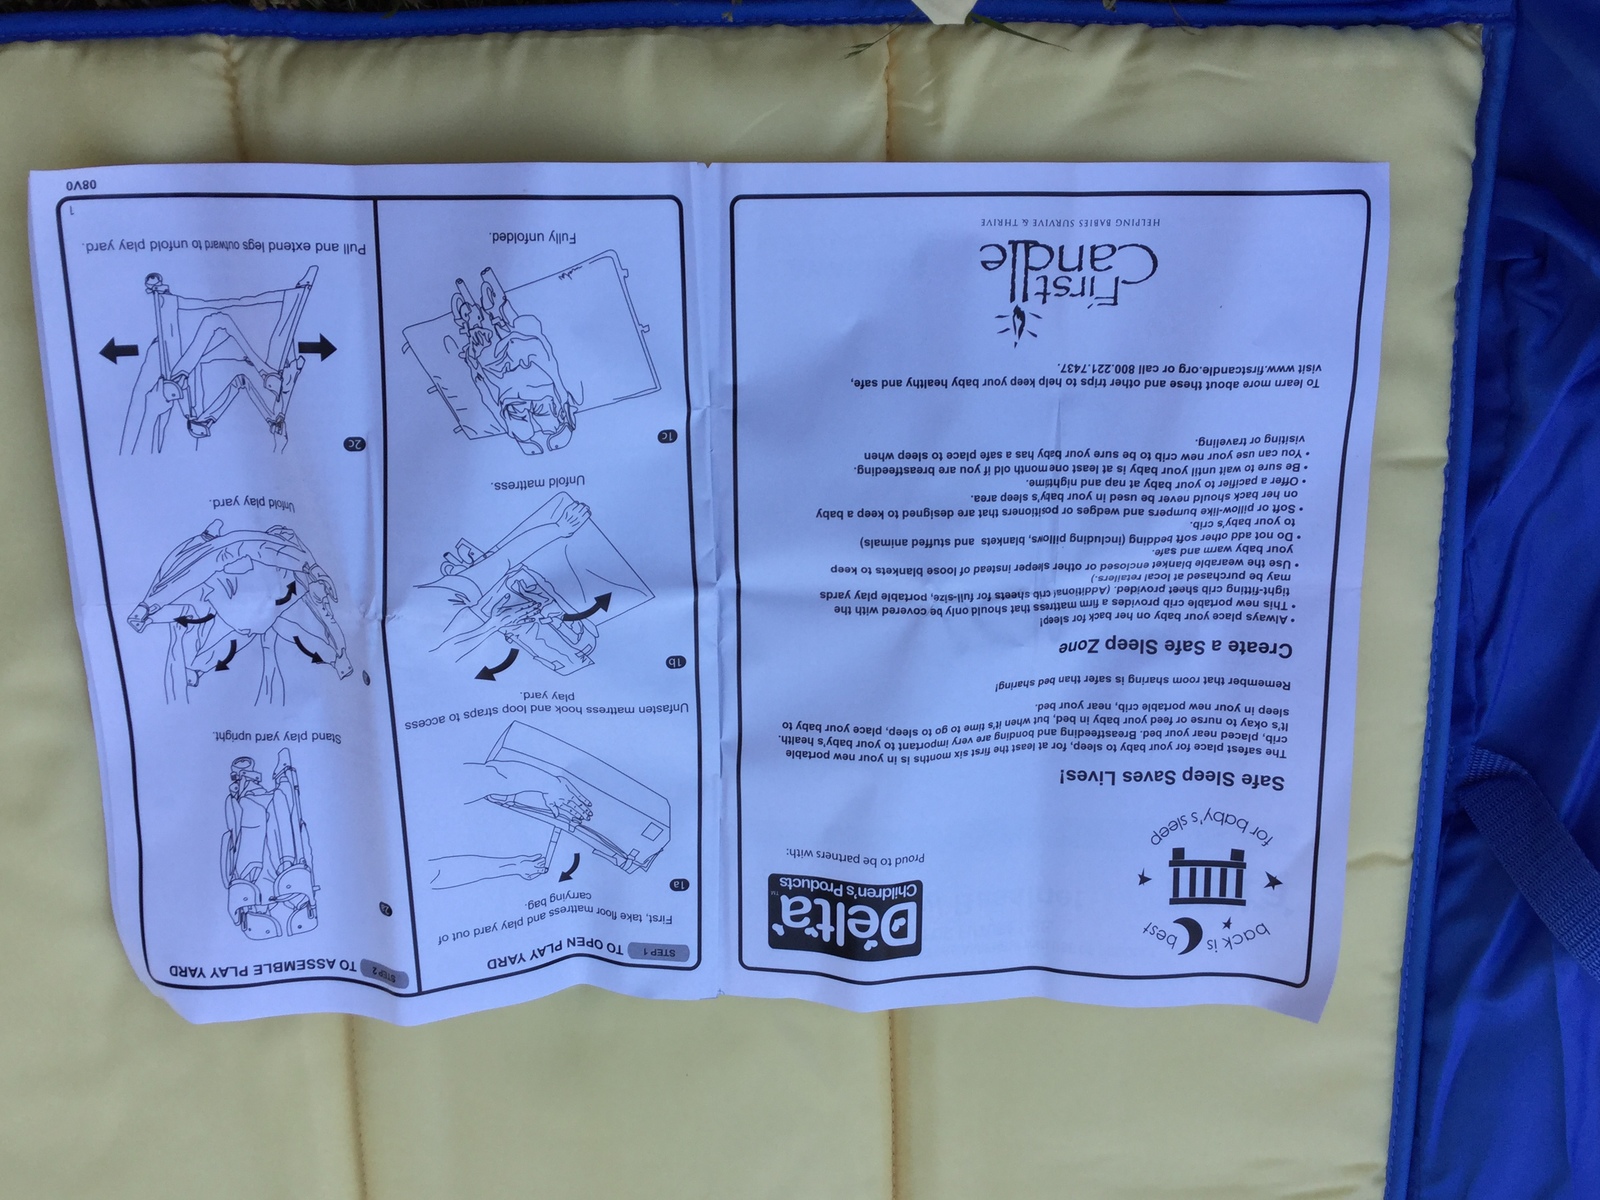 back is best
for baby's sleep
Delta
Children's Products
TM
Proud to be partners with:
Safe Sleep Saves Lives!
The safest place for your baby to sleep, for at least the first six months is in your new portable
crib, placed near your bed. Breastfeeding and bonding are very important to your baby's health.
It's okay to nurse or feed your baby in bed, but when it's time to go to sleep, place your baby to
sleep in your new portable crib, near your bed.
Remember that room sharing is safer than bed sharing!
Create a Safe Sleep Zone
• Always place your baby on her back for sleep!
• This new portable crib provides a firm mattress that should only be covered with the
tight-fitting crib sheet provided. (Additional crib sheets for full-size, portable play yards
may be purchased at local retailers.)
• Use the wearable blanket enclosed or other sleeper instead of loose blankets to keep
your baby warm and safe.
• Do not add other soft bedding (including pillows, blankets and stuffed animals)
to your baby's crib.
• Soft or pillow-like bumpers and wedges or positioners that are designed to keep a baby
on her back should never be used in your baby's sleep area.
• Offer a pacifier to your baby at nap and nightime.
• Be sure to wait until your baby is at least one month old if you are breastfeeding.
• You can use your new crib to be sure your baby has a safe place to sleep when
visiting or traveling.
To learn more about these and other trips to help keep your baby healthy and safe,
visit www.firstcandle.org or call 800.221.7437.
First
Candle
HELPING BABIES SURVIVE & THRIVE
STEP 1
TO OPEN PLAY YARD
First, take floor mattress and play yard out of
carrying bag.
1a
Unfasten mattress hook and loop straps to access
play yard.
1b
Unfold mattress.
1c
Fully unfolded.
STEP 2
TO ASSEMBLE PLAY YARD
2a
Stand play yard upright.
Unfold play yard.
2c
Pull and extend legs outward to unfold play yard.
1
08V0